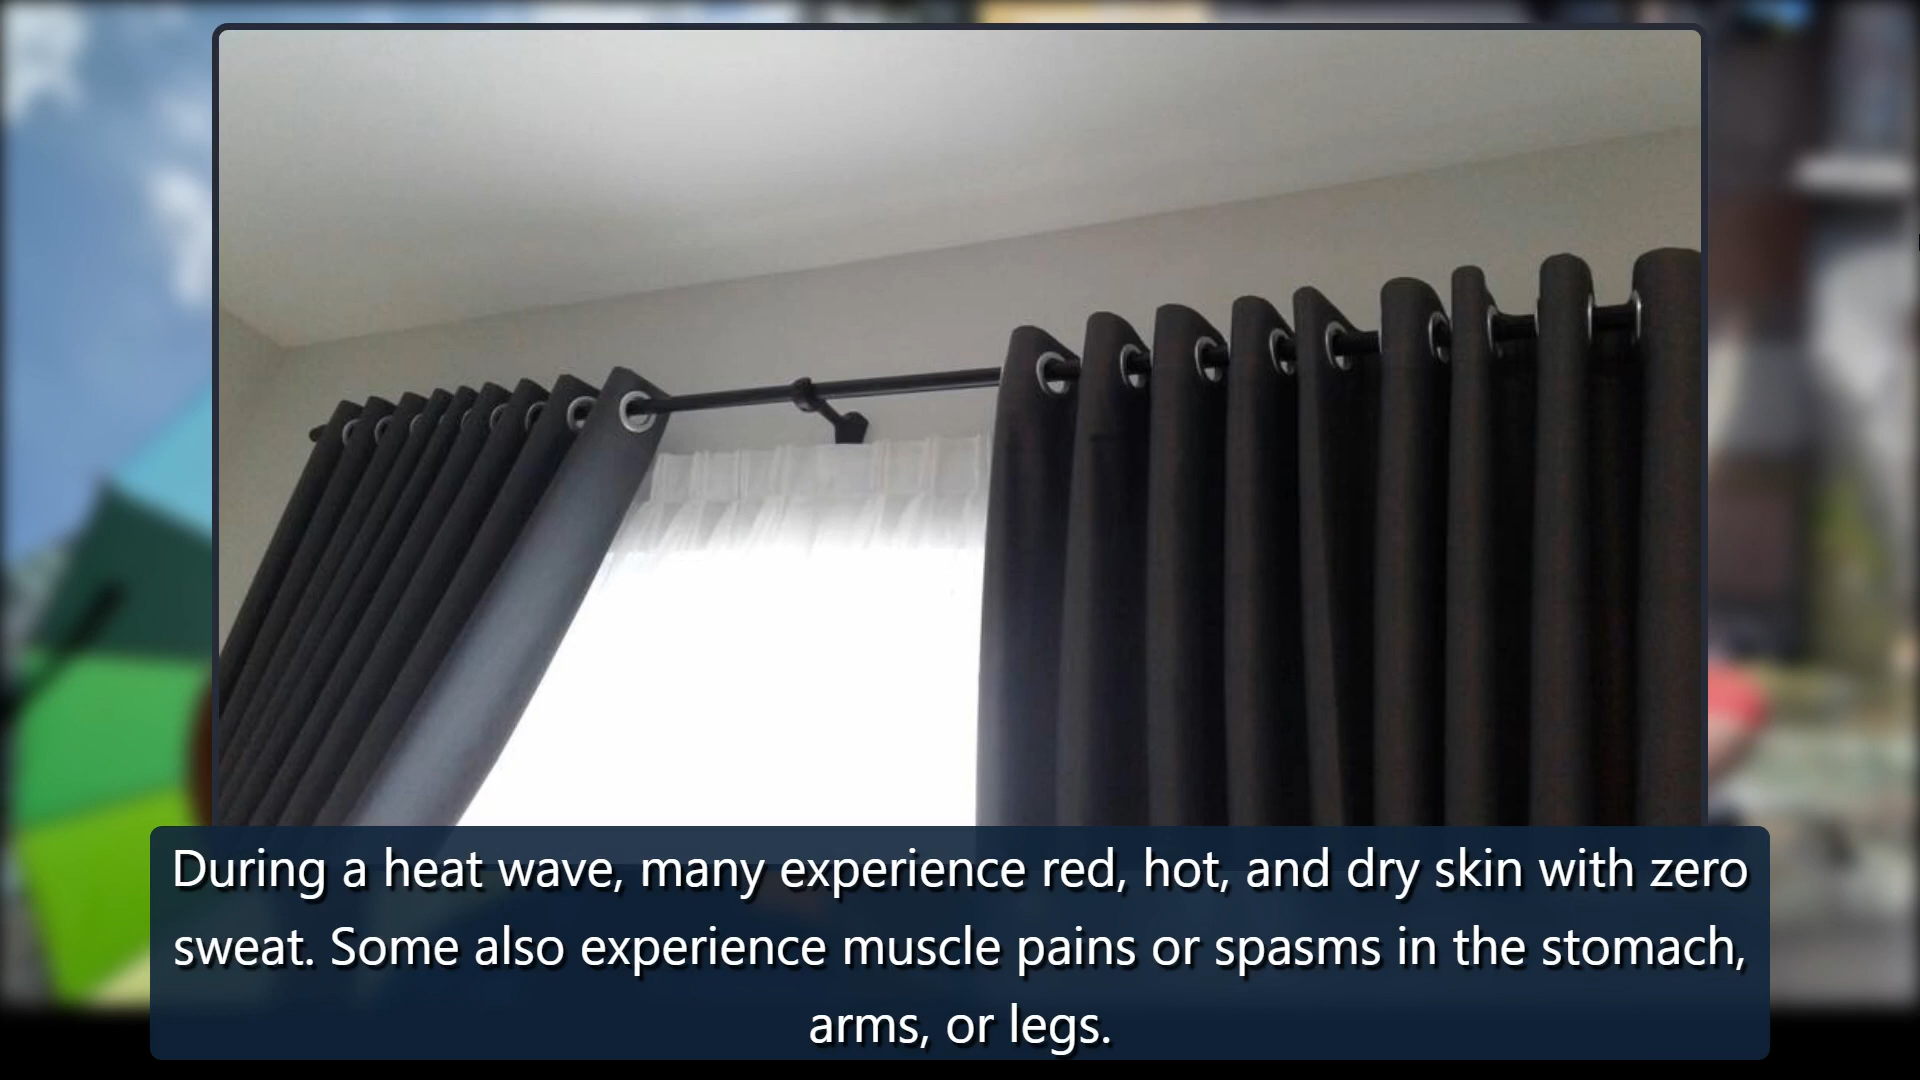 During a heat wave, many experience red, hot, and dry skin with zero
sweat. Some also experience muscle pains or spasms in the stomach,
arms, or legs.